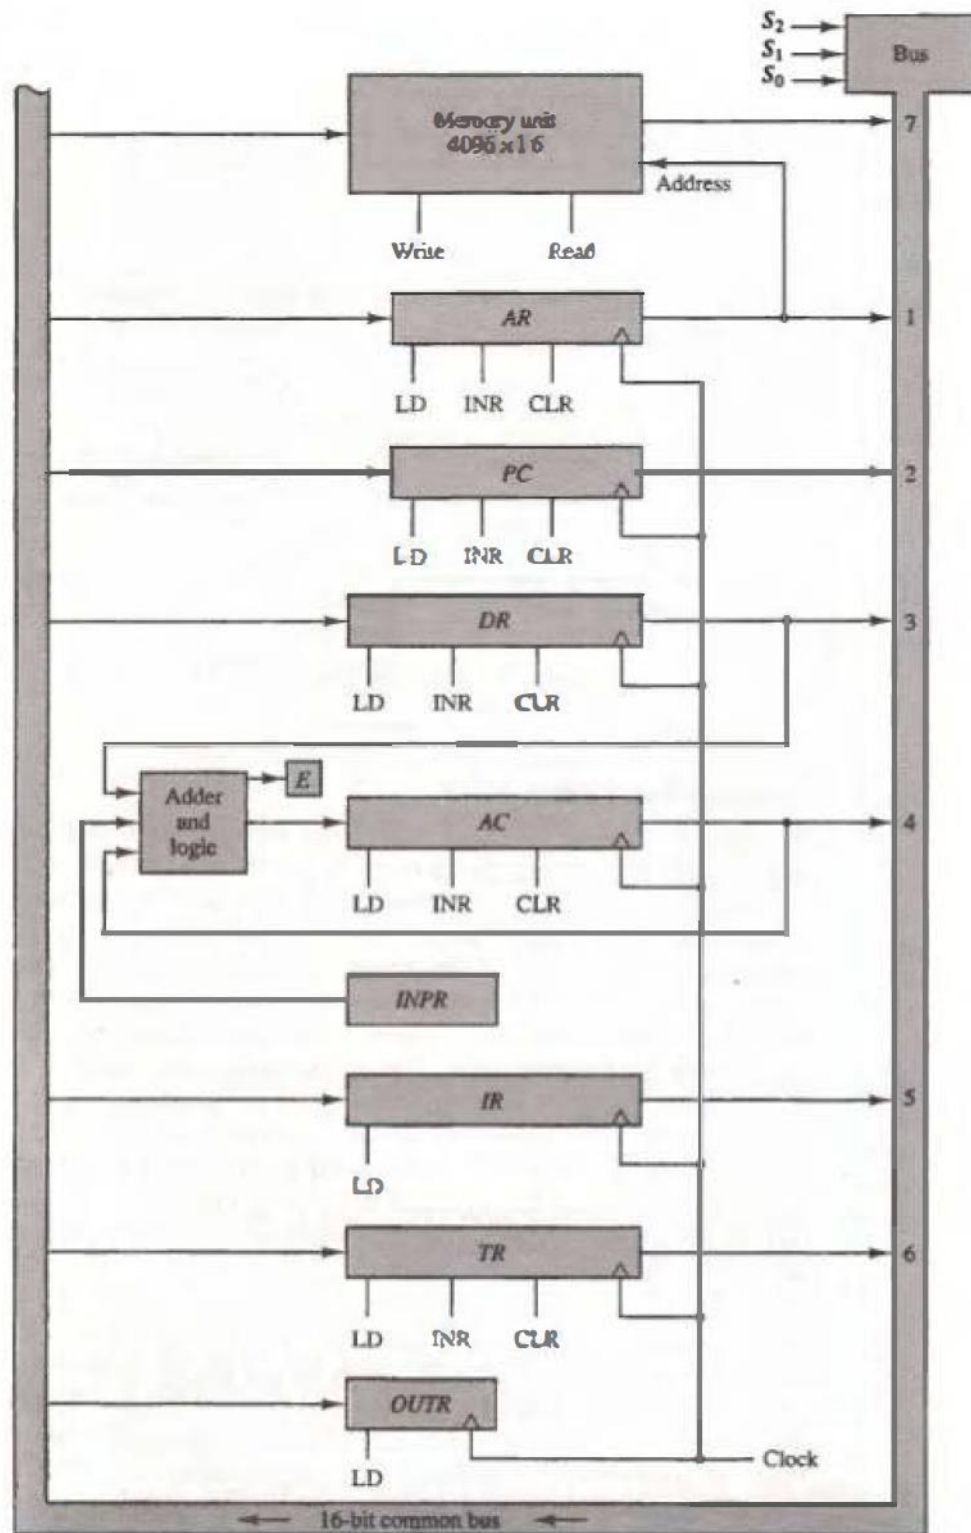 S2
S1
S0
Bus
Memory unit
4096 x 16
7
Address
Write
Read
AR
1
LD
INR
CLR
PC
2
LD
INR
CLR
DR
3
LD
INR
CLR
Adder
and
logic
E
AC
4
LD
INR
CLR
INPR
IR
5
LD
TR
6
LD
INR
CLR
OUTR
LD
Clock
16-bit common bus